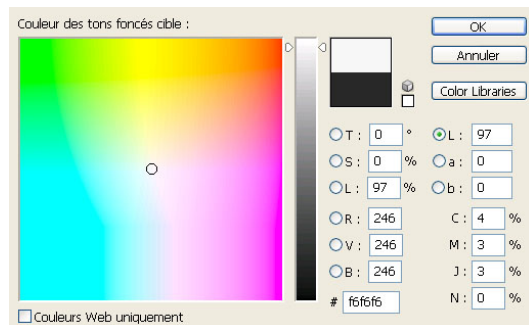 Couleur des tons foncés cible :
OK
Annuler
Color Libraries
T : 0 ° L : 97
S : 0 % a : 0
L : 97 % b : 0
R : 246 C : 4 %
V : 246 M : 3 %
B : 246 J : 3 %
# f6f6f6 N : 0 %
Couleurs Web uniquement